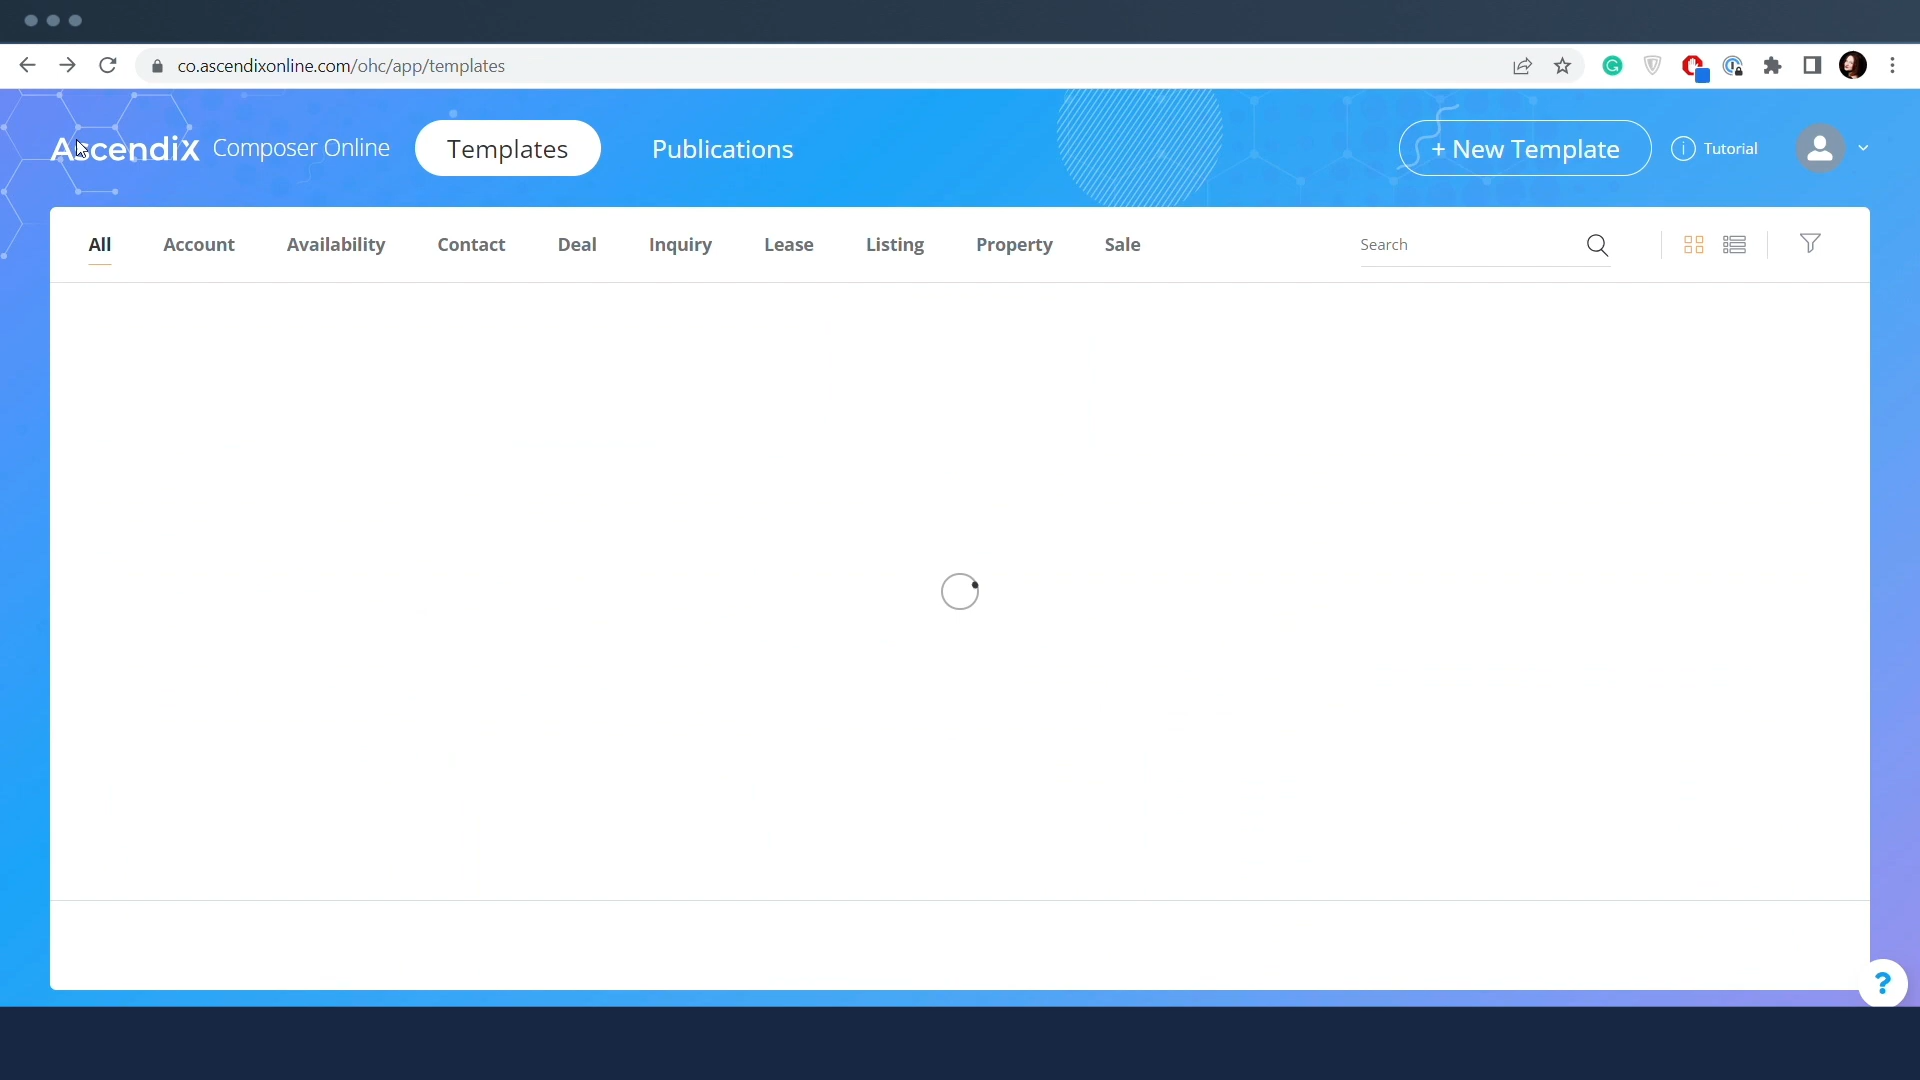 co.ascendixonline.com/ohc/app/templates
Ascendix Composer Online Templates Publications + New Template Tutorial
All Account Availability Contact Deal Inquiry Lease Listing Property Sale Search
?